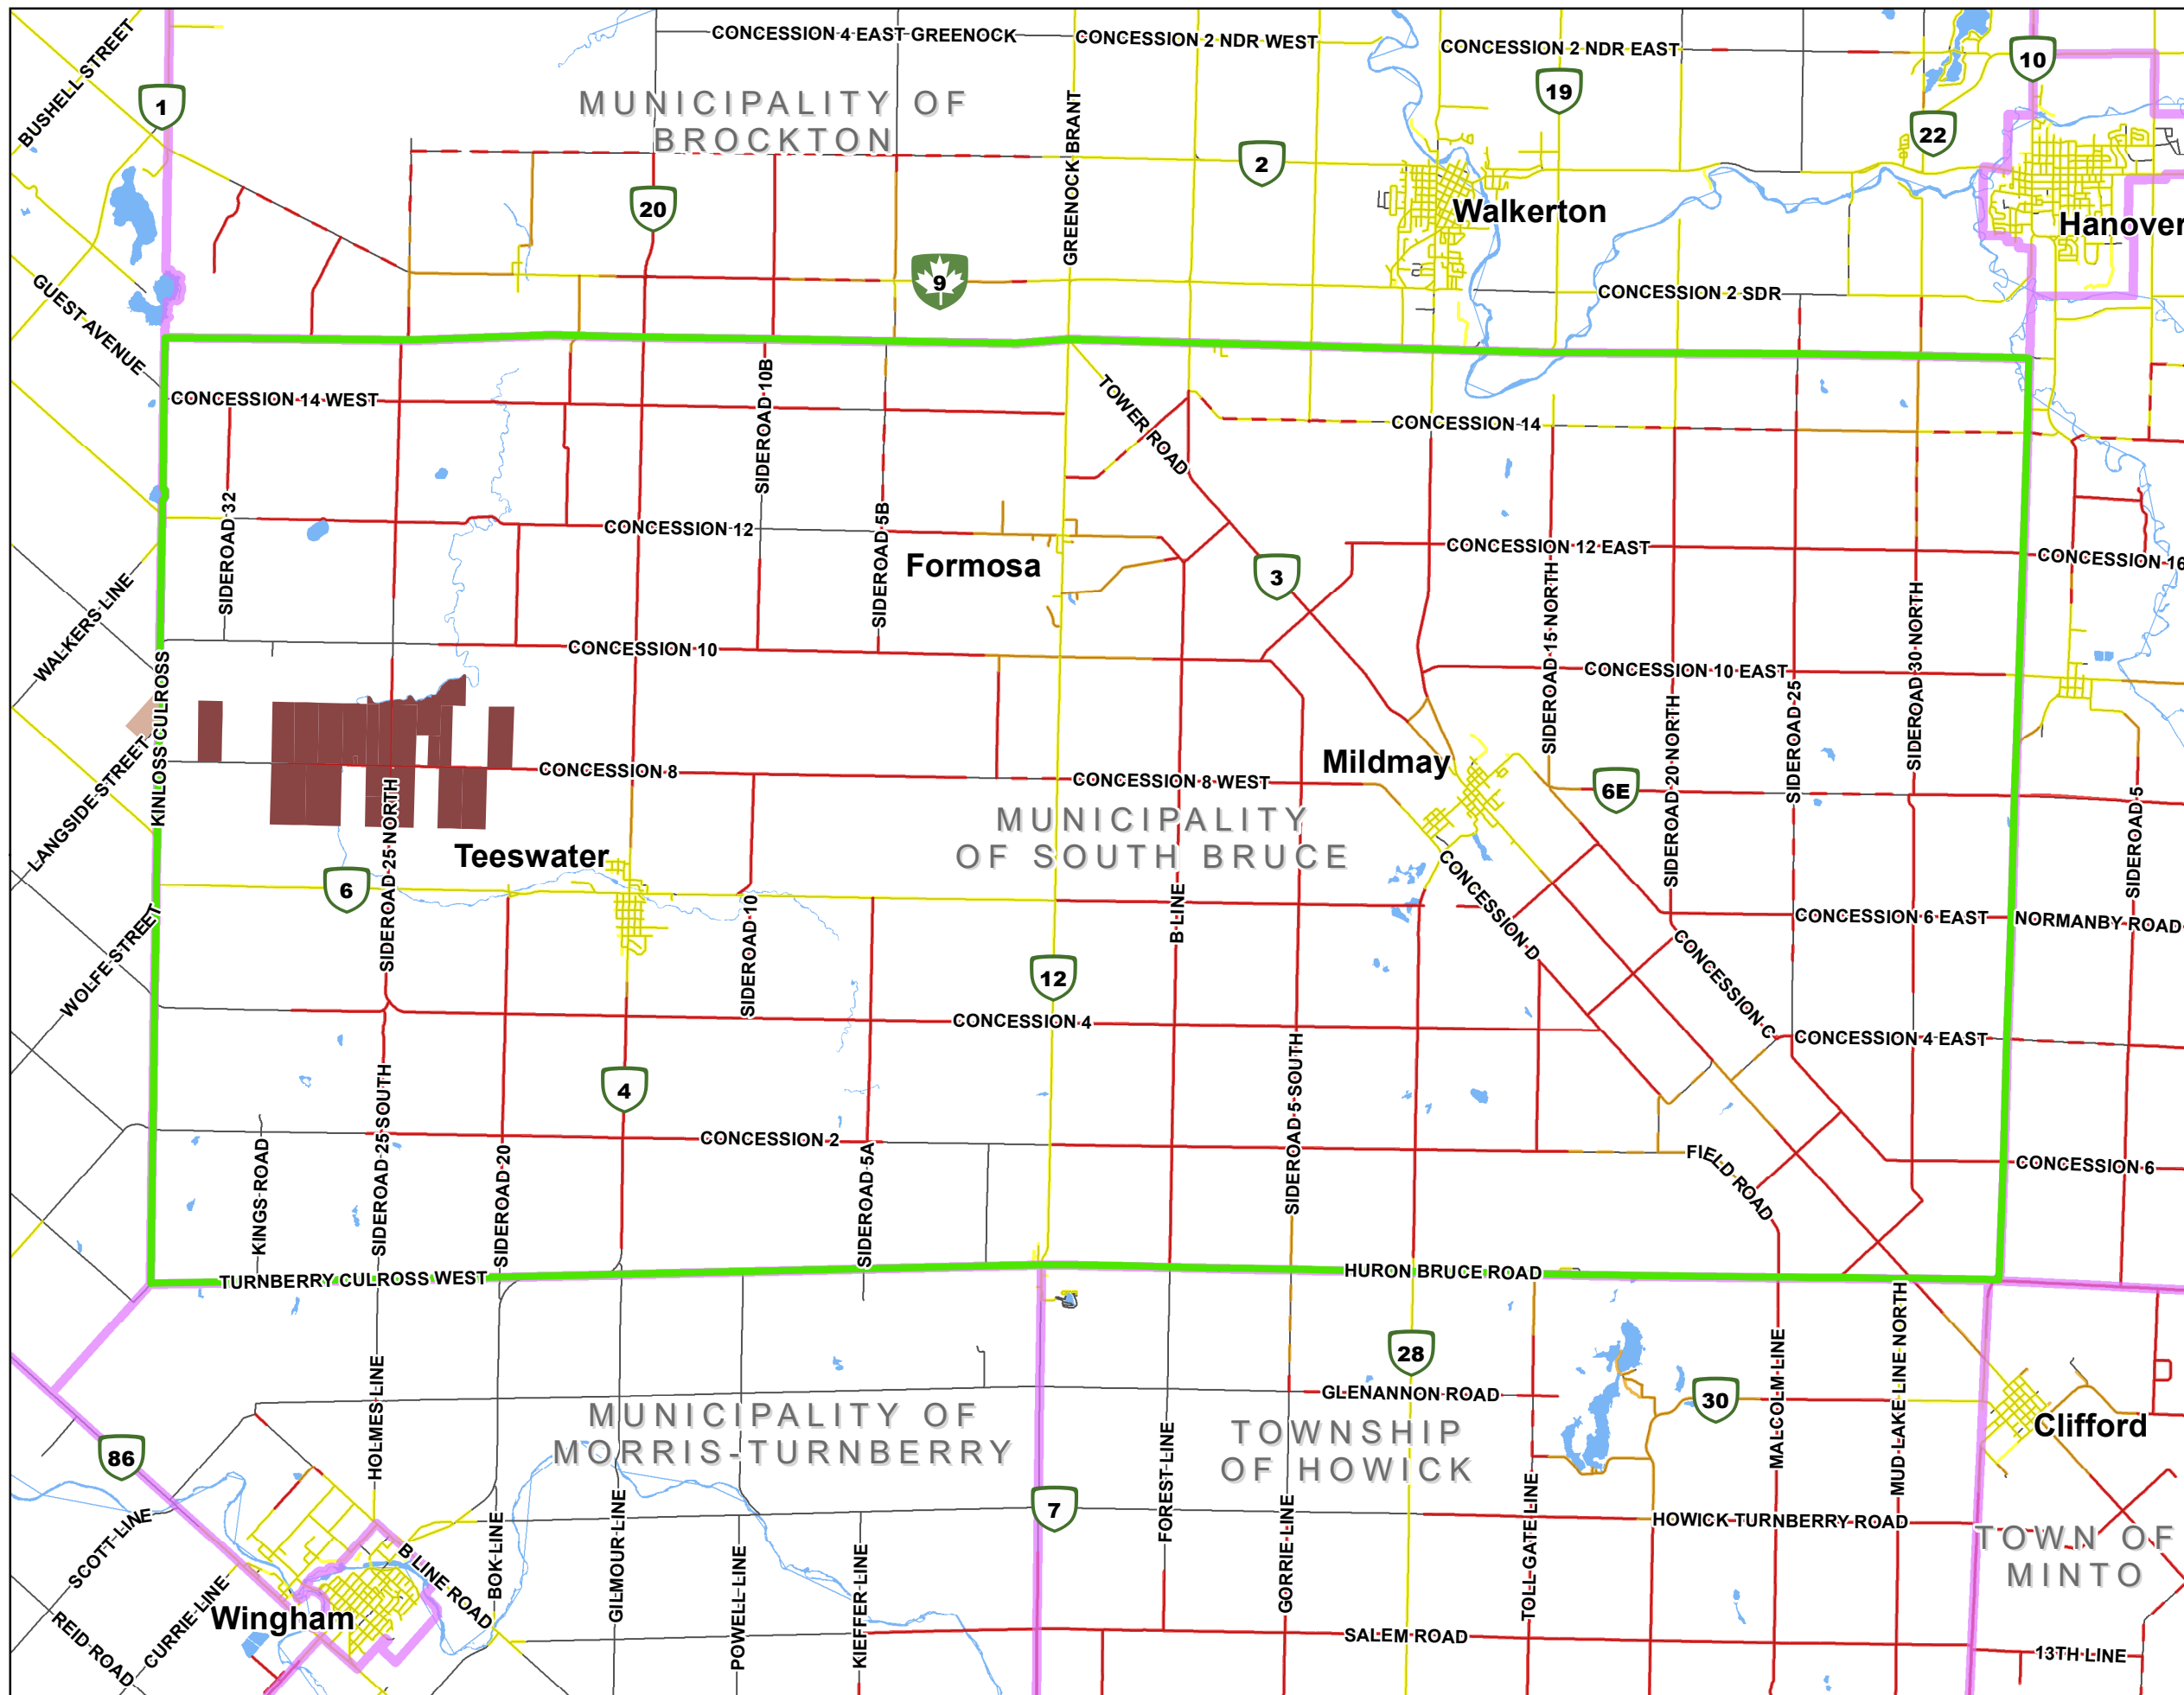 BUSHELL STREET
CONCESSION 4 EAST GREENOCK
CONCESSION 2 NDR WEST
CONCESSION 2 NDR EAST
10
1
19
22
MUNICIPALITY OF
BROCKTON
GREENOCK BRANT
2
20
Walkerton
Hanover
9
CONCESSION 2 SDR
GUEST AVENUE
CONCESSION 14 WEST
SIDEROAD 10B
TOWER ROAD
CONCESSION 14
SIDEROAD 32
CONCESSION 12
SIDEROAD 5B
Formosa
3
CONCESSION 12 EAST
CONCESSION 16
WALKERS LINE
CONCESSION 10
SIDEROAD 15 NORTH
CONCESSION 10 EAST
SIDEROAD 30 NORTH
KINLOSS CULROSS
LANGSIDE STREET
CONCESSION 8
CONCESSION 8 WEST
Mildmay
6E
SIDEROAD 20 NORTH
SIDEROAD 25
SIDEROAD 5
MUNICIPALITY
OF SOUTH BRUCE
Teeswater
6
SIDEROAD 25 NORTH
SIDEROAD 10
B LINE
CONCESSION D
CONCESSION 6 EAST
NORMANBY ROAD
WOLFE STREET
12
CONCESSION C
CONCESSION 4
CONCESSION 4 EAST
4
SIDEROAD 25 SOUTH
SIDEROAD 5 SOUTH
CONCESSION 2
KINGS ROAD
SIDEROAD 20
SIDEROAD 5A
FIELD ROAD
CONCESSION 6
TURNBERRY CULROSS WEST
HURON BRUCE ROAD
28
HOLMES LINE
GLENANNON ROAD
30
MALCOLM LINE
MUD LAKE LINE NORTH
Clifford
MUNICIPALITY OF
MORRIS-TURNBERRY
TOWNSHIP
OF HOWICK
86
7
SCOTT LINE
FOREST LINE
GORRIE LINE
TOLL GATE LINE
HOWICK TURNBERRY ROAD
TOWN OF
MINTO
B LINE ROAD
BOK LINE
GILMOUR LINE
POWELL LINE
KIEFFER LINE
Wingham
CURRIE LINE
REID ROAD
SALEM ROAD
13TH LINE